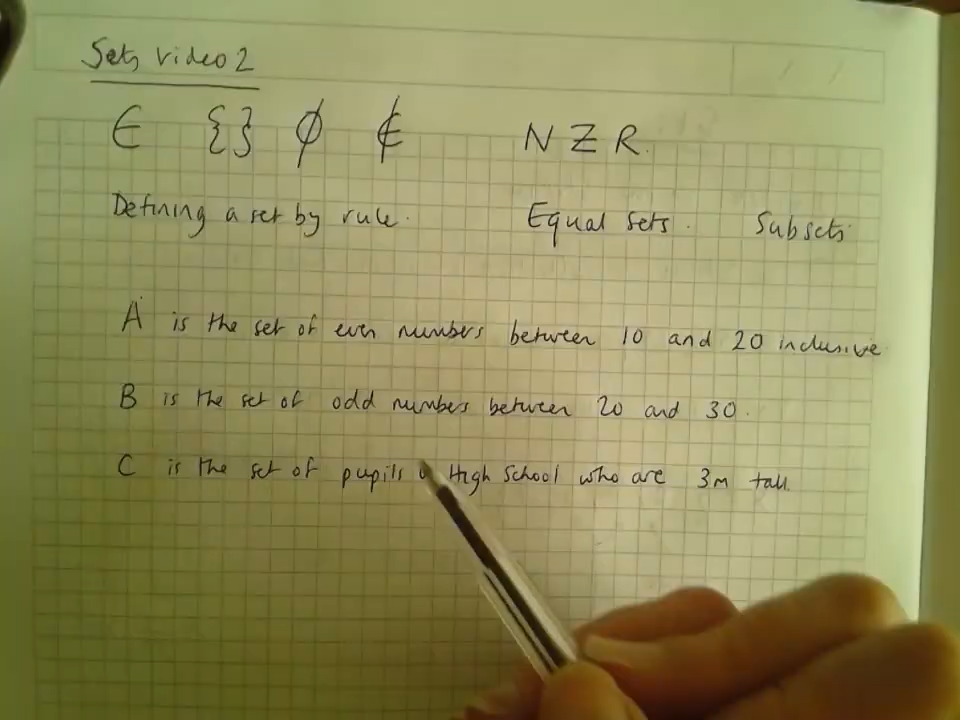 Sets Video 2
∈ {} ∅ ∉ N Z R.
Defining a set by rule. Equal Sets. Subsets
A is the set of even numbers between 10 and 20 inclusive
B is the set of odd numbers between 20 and 30.
C is the set of pupils High School who are 3m tall.